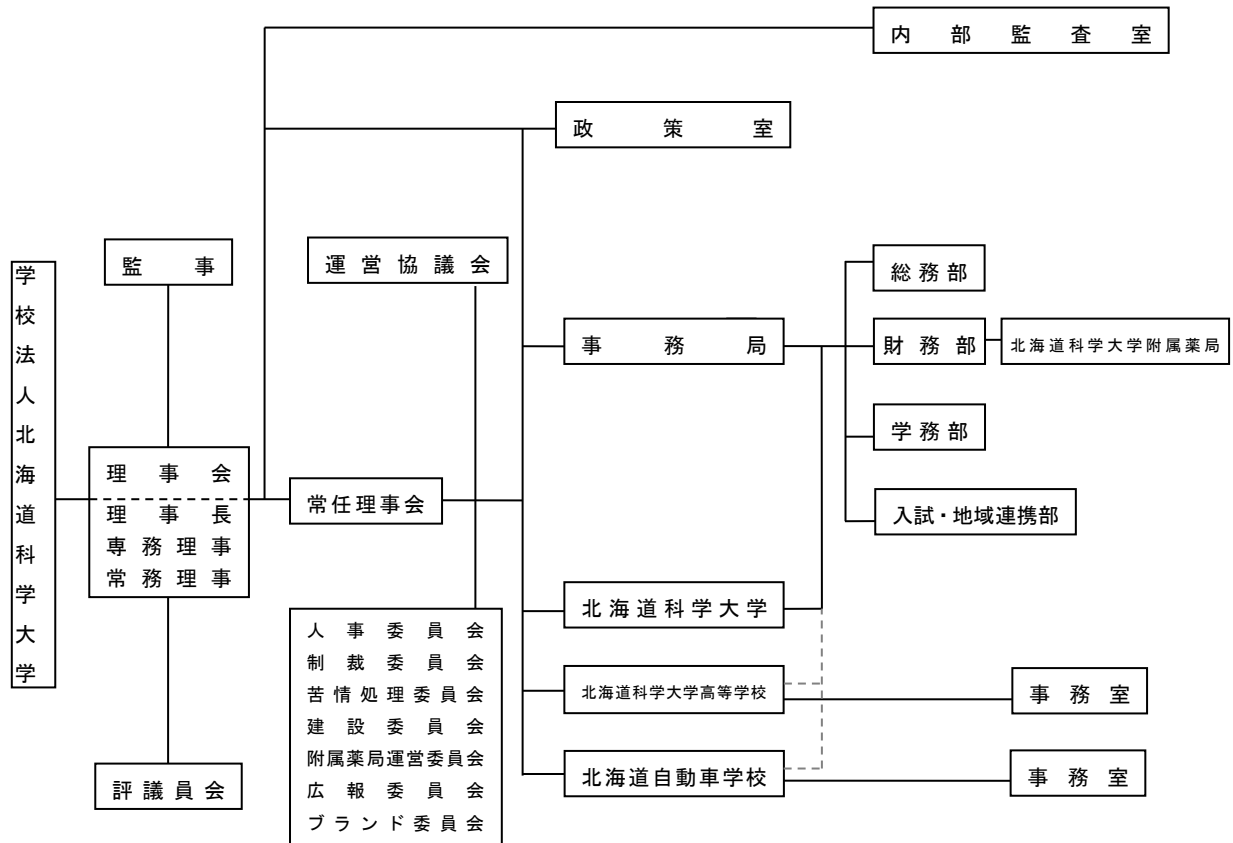 内部監査室
政策室
監事
運営協議会
学校法人北海道科学大学
総務部
事務局
財務部
北海道科学大学附属薬局
学務部
理事会
理事長
専務理事
常務理事
常任理事会
入試・地域連携部
北海道科学大学
人事委員会
制裁委員会
苦情処理委員会
建設委員会
附属薬局運営委員会
広報委員会
ブランド委員会
北海道科学大学高等学校
事務室
北海道自動車学校
事務室
評議員会